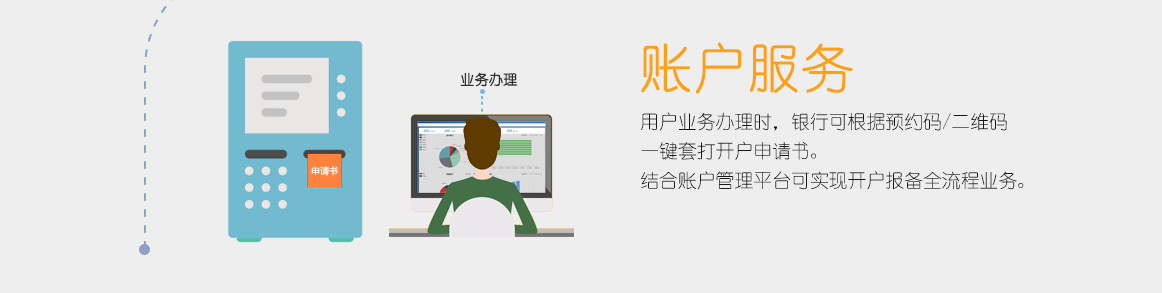 账户服务
业务办理
用户业务办理时，银行可根据预约码/二维码
一键套打开户申请书。
申请书
结合账户管理平台可实现开户报备全流程业务。